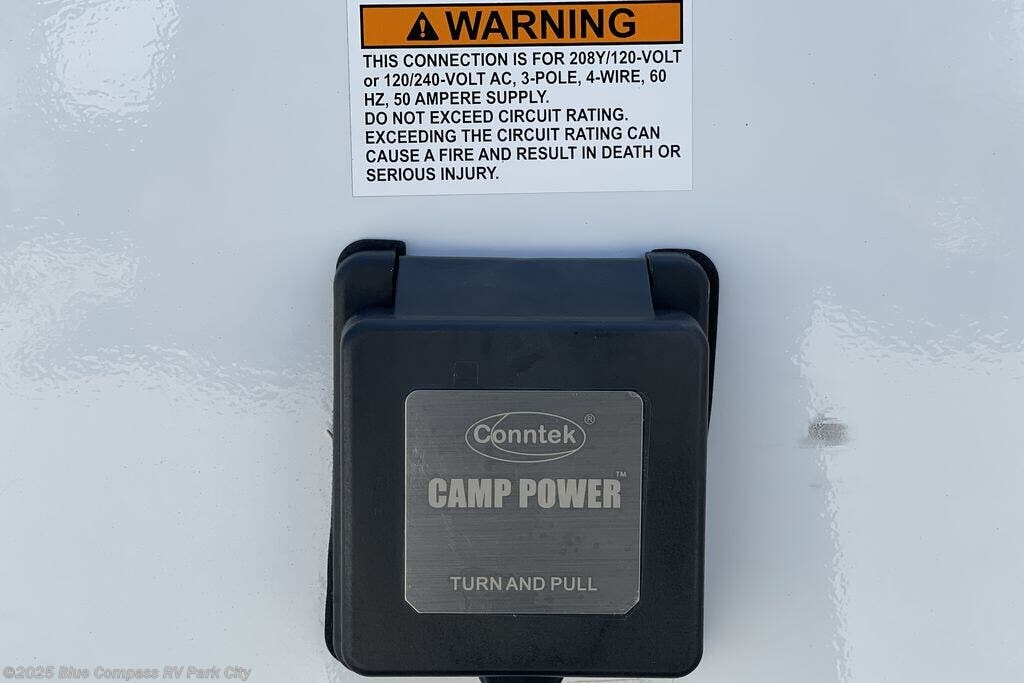 WARNING
THIS CONNECTION IS FOR 208Y/120-VOLT
or 120/240-VOLT AC, 3-POLE, 4-WIRE, 60
HZ, 50 AMPERE SUPPLY.
DO NOT EXCEED CIRCUIT RATING.
EXCEEDING THE CIRCUIT RATING CAN
CAUSE A FIRE AND RESULT IN DEATH OR
SERIOUS INJURY.
Conntek®
CAMP POWER™
TURN AND PULL
©2025 Blue Compass RV Park City